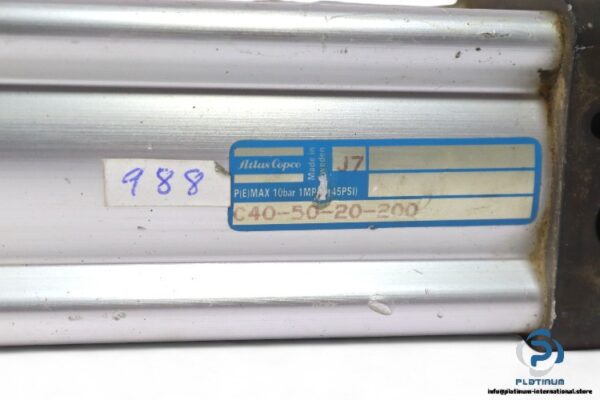 988
Atlas Copco
Made in
Sweden
J7
P(E)MAX 10bar 1MPa (145PSI)
C40-50-20-200
PLATINUM
info@platinum-international.store